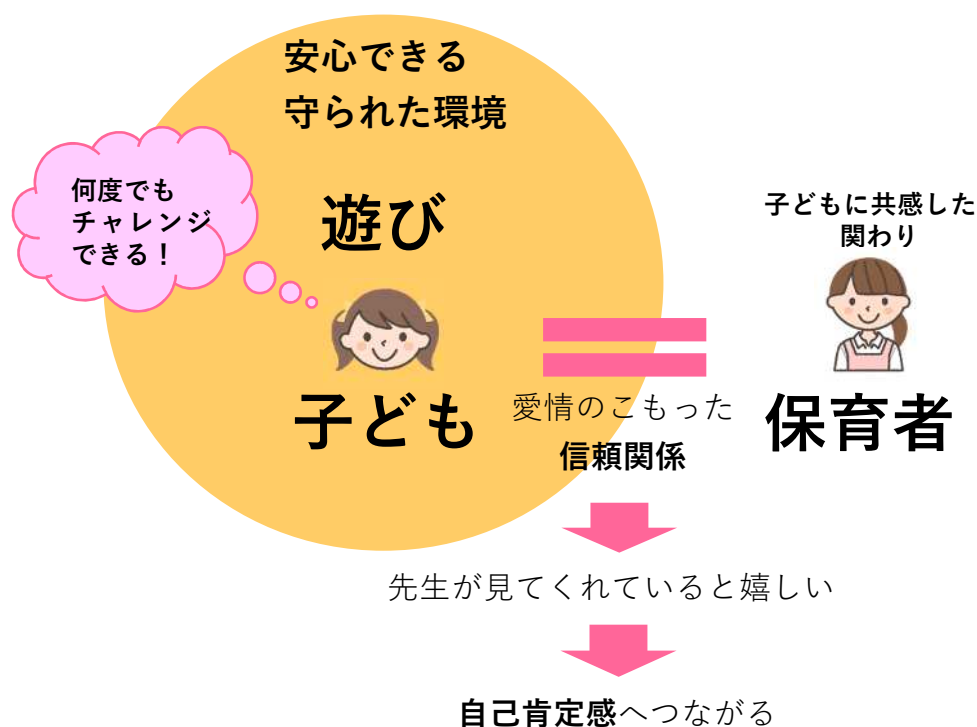 安心できる
守られた環境
何度でも
チャレンジ
できる！
遊び
子どもに共感した
関わり
子ども
愛情のこもった
信頼関係
保育者
先生が見てくれていると嬉しい
自己肯定感へつながる